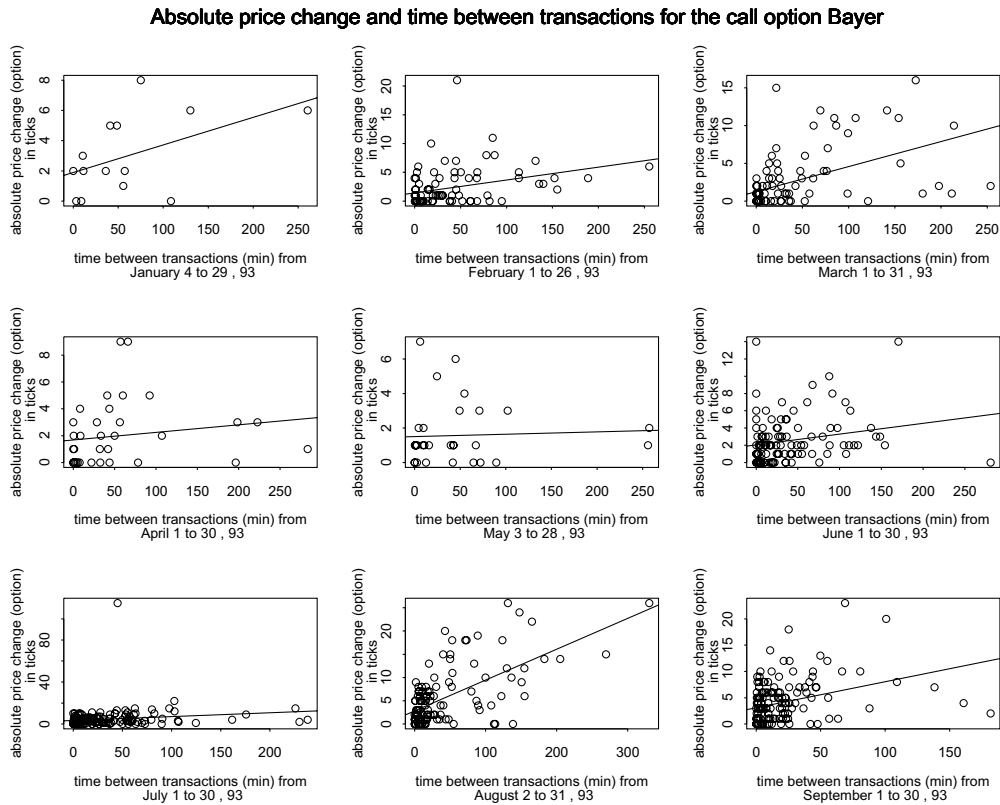 Absolute price change and time between transactions for the call option Bayer
absolute price change (option)
in ticks
0 2 4 6 8
0 50 100 150 200 250
time between transactions (min) from
January 4 to 29 , 93
absolute price change (option)
in ticks
0 5 10 15 20
0 50 100 150 200 250
time between transactions (min) from
February 1 to 26 , 93
absolute price change (option)
in ticks
0 5 10 15
0 50 100 150 200 250
time between transactions (min) from
March 1 to 31 , 93
absolute price change (option)
in ticks
0 2 4 6 8
0 50 100 150 200 250
time between transactions (min) from
April 1 to 30 , 93
absolute price change (option)
in ticks
0 2 4 6
0 50 100 150 200 250
time between transactions (min) from
May 3 to 28 , 93
absolute price change (option)
in ticks
0 2 4 6 8 12
0 50 100 150 200 250
time between transactions (min) from
June 1 to 30 , 93
absolute price change (option)
in ticks
0 20 40 80
0 50 100 150 200
time between transactions (min) from
July 1 to 30 , 93
absolute price change (option)
in ticks
0 5 10 20
0 100 200 300
time between transactions (min) from
August 2 to 31 , 93
absolute price change (option)
in ticks
0 5 10 15 20
0 50 100 150
time between transactions (min) from
September 1 to 30 , 93